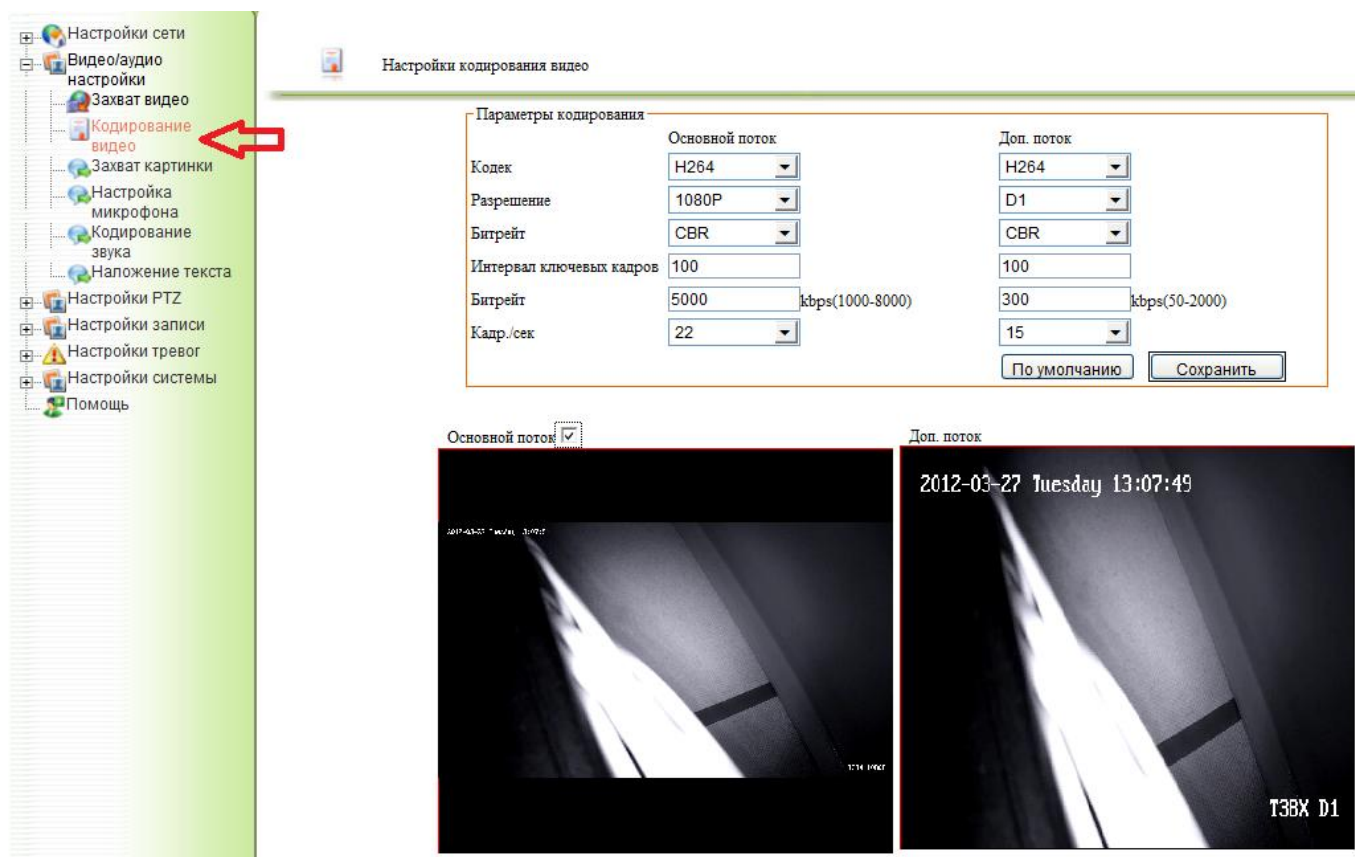 Настройки сети
Видео/аудио
настройки
Захват видео
Кодирование
видео
Захват картинки
Настройка
микрофона
Кодирование
звука
Наложение текста
Настройки PTZ
Настройки записи
Настройки тревог
Настройки системы
Помощь
Настройки кодирования видео
Параметры кодирования
Основной поток Доп. поток
Кодек H264 H264
Разрешение 1080P D1
Битрейт CBR CBR
Интервал ключевых кадров 100 100
Битрейт 5000 kbps(1000-8000) 300 kbps(50-2000)
Кадр./сек 22 15
По умолчанию Сохранить
Основной поток Доп. поток
2012-03-27 Tuesday 13:07:49
T38X D1